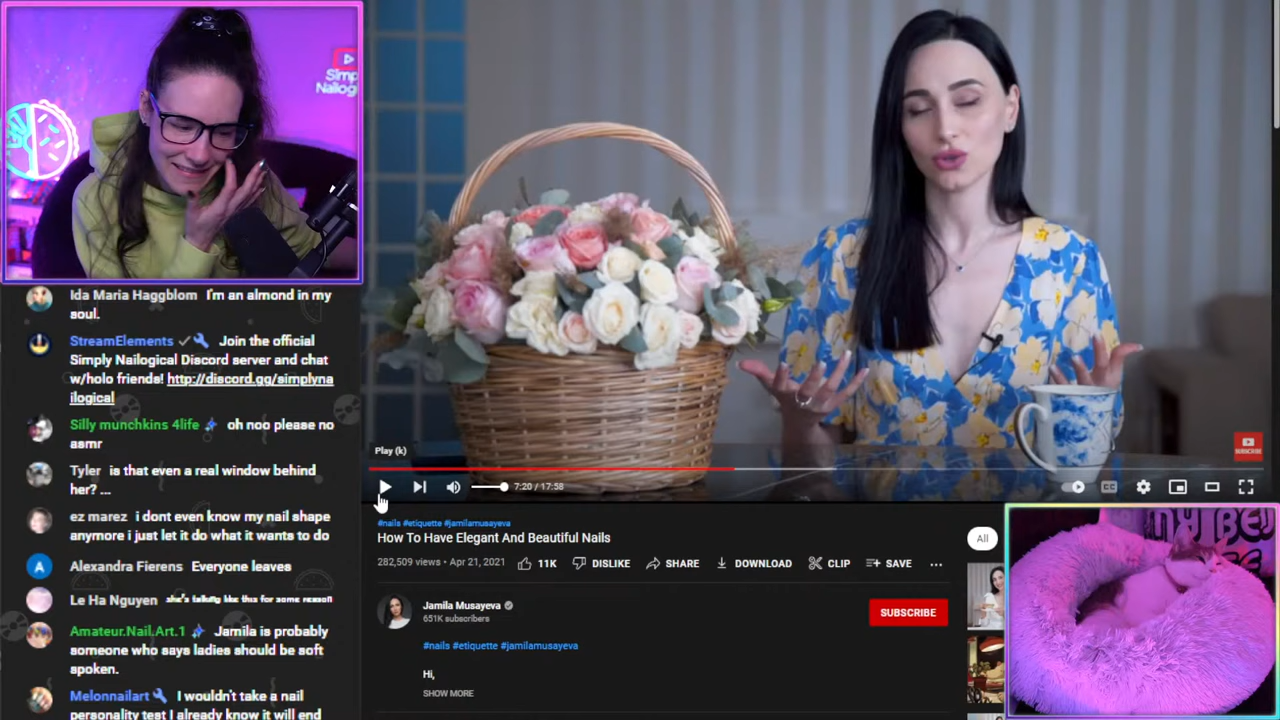 Simply
Nailogical
Ida Maria Haggblom I'm an almond in my
soul.
StreamElements Join the official
Simply Nailogical Discord server and chat
w/holo friends! http://discord.gg/simplyna
ilogical
Silly munchkins 4life oh noo please no
asmr
Tyler is that even a real window behind
her? ...
ez marez i dont even know my nail shape
anymore i just let it do what it wants to do
A
Alexandra Fierens Everyone leaves
Le Ha Nguyen she's talking like this for some reason
Amateur.Nail.Art.1 Jamila is probably
someone who says ladies should be soft
spoken.
Melonnailart I wouldn't take a nail
personality test I already know it will end
Play (k)
SUBSCRIBE
7:20 / 17:58
CC
#nails #etiquette #jamilamusayeva
How To Have Elegant And Beautiful Nails
282,509 views • Apr 21, 2021 11K DISLIKE SHARE DOWNLOAD CLIP SAVE ...
All
Jamila Musayeva
651K subscribers
SUBSCRIBE
#nails #etiquette #jamilamusayeva
Hi,
SHOW MORE